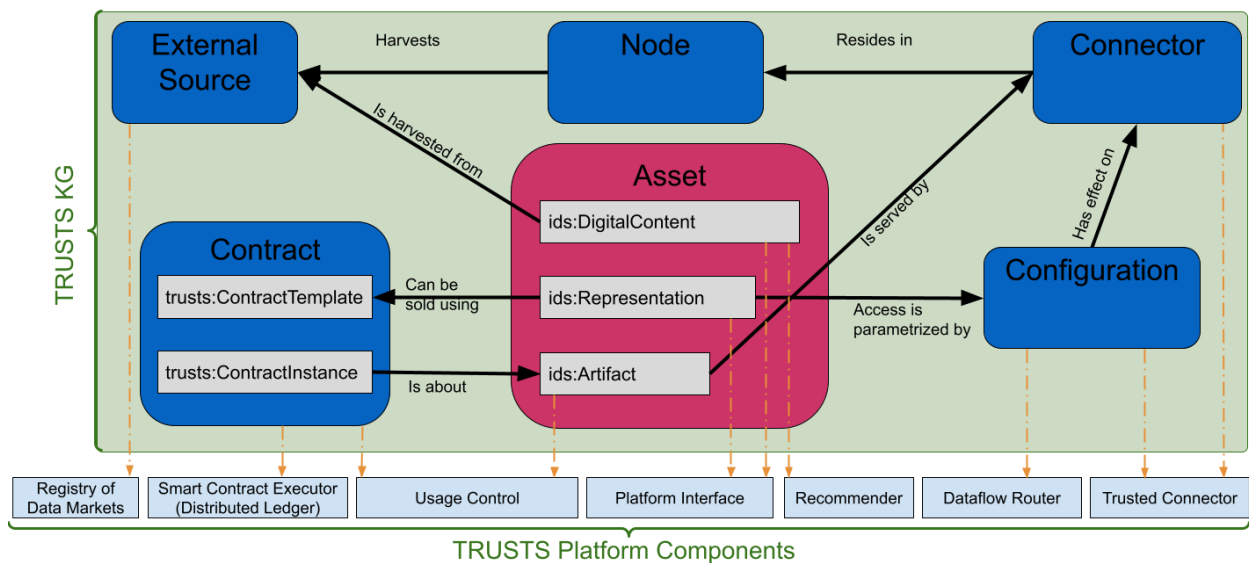 External
Source
Harvests
Node
Resides in
Connector
Is harvested from
Asset
Is served by
Has effect on
TRUSTS KG
ids:DigitalContent
Contract
Configuration
trusts:ContractTemplate
Can be
sold using
ids:Representation
Access is
parametrized by
trusts:ContractInstance
Is about
ids:Artifact
Registry of
Data Markets
Smart Contract Executor
(Distributed Ledger)
Usage Control
Platform Interface
Recommender
Dataflow Router
Trusted Connector
TRUSTS Platform Components